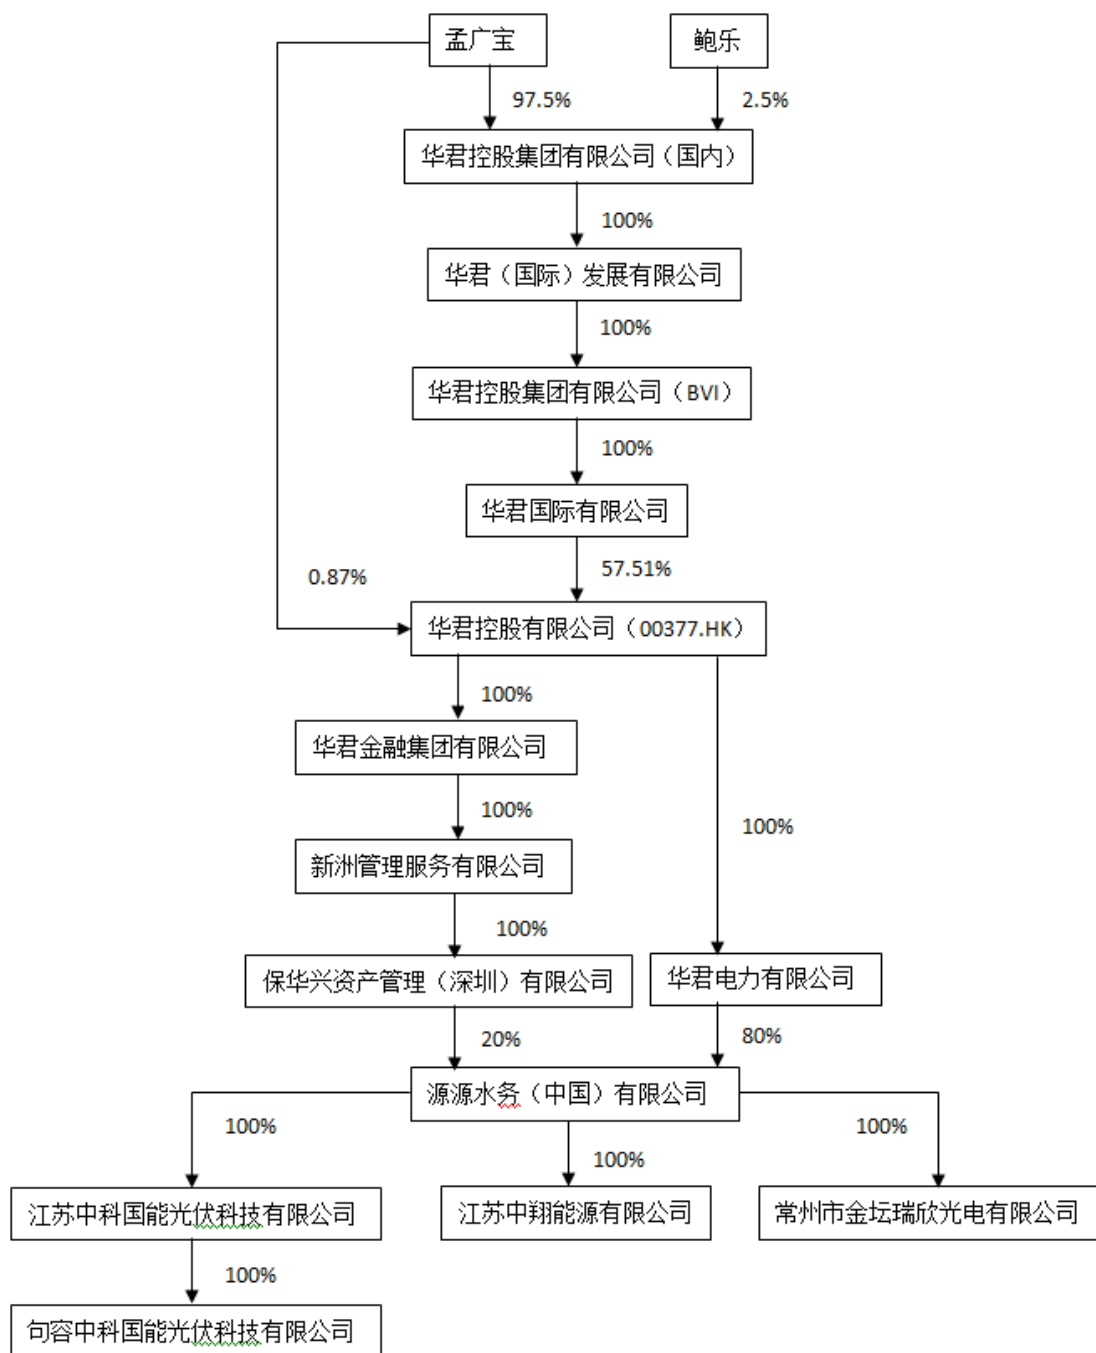 孟广宝
鲍乐
97.5%
2.5%
华君控股集团有限公司（国内）
100%
华君（国际）发展有限公司
100%
华君控股集团有限公司（BVI）
100%
华君国际有限公司
0.87%
57.51%
华君控股有限公司（00377.HK）
100%
华君金融集团有限公司
100%
100%
新洲管理服务有限公司
100%
保华兴资产管理（深圳）有限公司
华君电力有限公司
20%
80%
源源水务（中国）有限公司
100%
100%
100%
江苏中科国能光伏科技有限公司
江苏中翔能源有限公司
常州市金坛瑞欣光电有限公司
100%
句容中科国能光伏科技有限公司